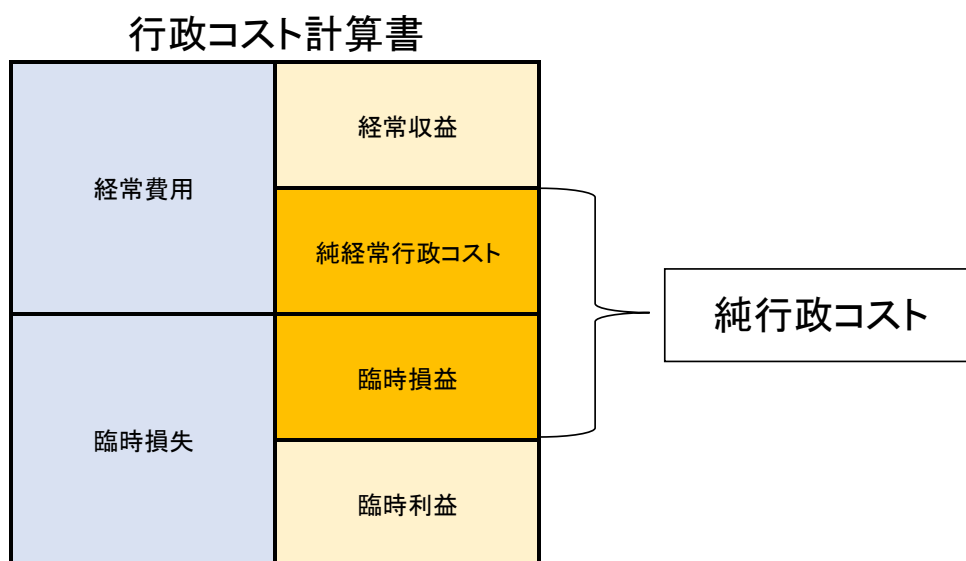 行政コスト計算書
経常収益
経常費用
純経常行政コスト
純行政コスト
臨時損益
臨時損失
臨時利益